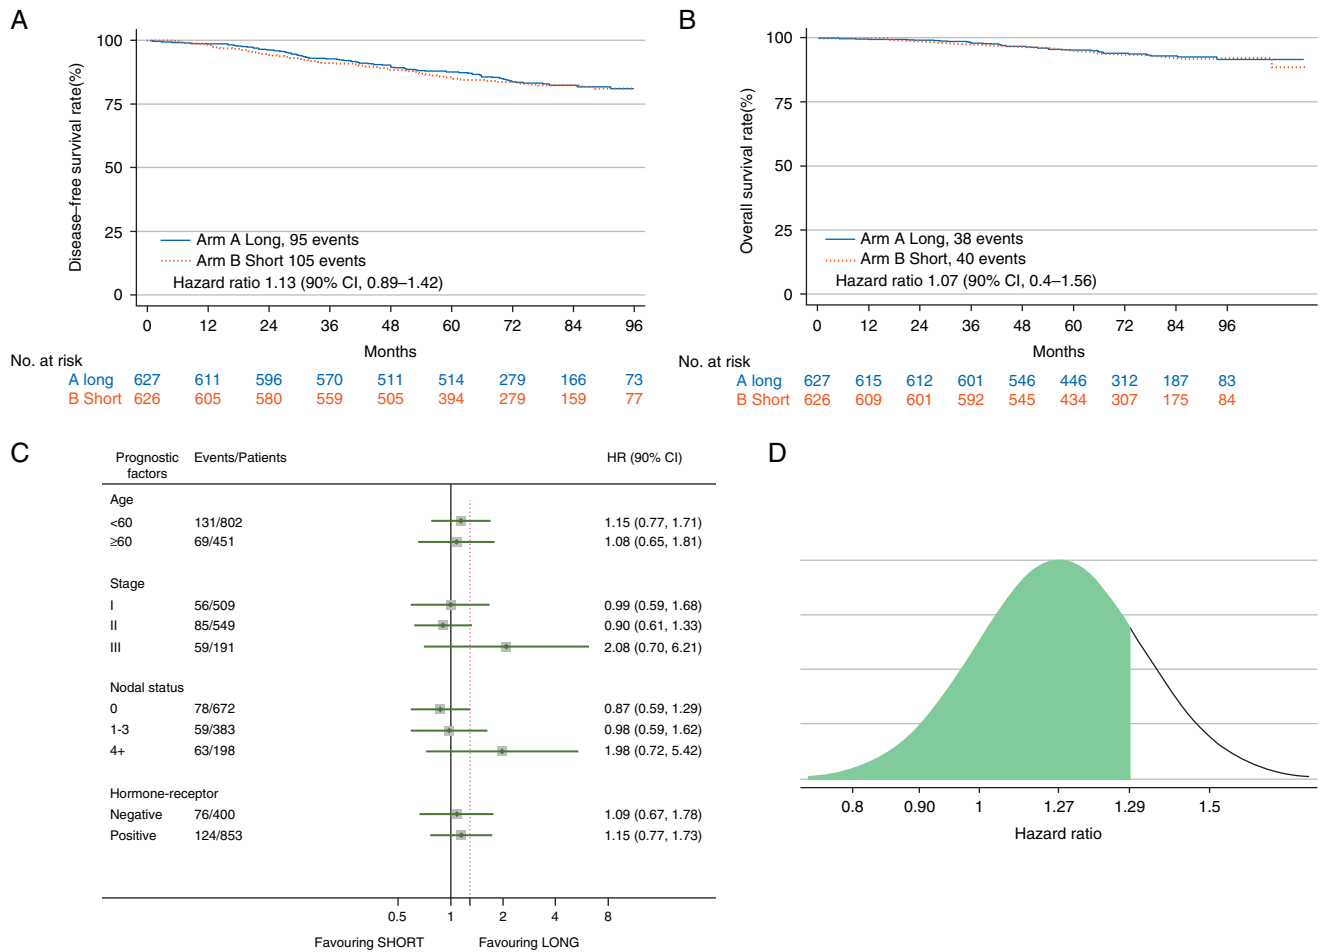 A
100
75
50
25
0
Disease–free survival rate(%)
Arm A Long, 95 events
Arm B Short 105 events
Hazard ratio 1.13 (90% CI, 0.89–1.42)
0 12 24 36 48 60 72 84 96
Months
No. at risk
A long 627 611 596 570 511 514 279 166 73
B Short 626 605 580 559 505 394 279 159 77
B
100
75
50
25
0
Overall survival rate(%)
Arm A Long, 38 events
Arm B Short, 40 events
Hazard ratio 1.07 (90% CI, 0.4–1.56)
0 12 24 36 48 60 72 84 96
Months
No. at risk
A long 627 615 612 601 546 446 312 187 83
B Short 626 609 601 592 545 434 307 175 84
C
Prognostic Events/Patients HR (90% CI)
factors
Age
<60 131/802 1.15 (0.77, 1.71)
≥60 69/451 1.08 (0.65, 1.81)
Stage
I 56/509 0.99 (0.59, 1.68)
II 85/549 0.90 (0.61, 1.33)
III 59/191 2.08 (0.70, 6.21)
Nodal status
0 78/672 0.87 (0.59, 1.29)
1-3 59/383 0.98 (0.59, 1.62)
4+ 63/198 1.98 (0.72, 5.42)
Hormone-receptor
Negative 76/400 1.09 (0.67, 1.78)
Positive 124/853 1.15 (0.77, 1.73)
0.5 1 2 4 8
Favouring SHORT Favouring LONG
D
0.8 0.90 1 1.27 1.29 1.5
Hazard ratio